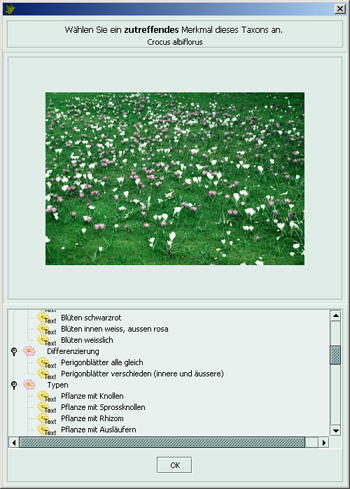 Wählen Sie ein zutreffendes Merkmal dieses Taxons an.
Crocus albiflorus
Text
Text Blüten schwarzrot
Text Blüten innen weiss, aussen rosa
Text Blüten weisslich
Differenzierung
Text Perigonblätter alle gleich
Text Perigonblätter verschieden (innere und äussere)
Typen
Text Pflanze mit Knollen
Text Pflanze mit Sprossknollen
Text Pflanze mit Rhizom
Text Pflanze mit Ausläufern
OK